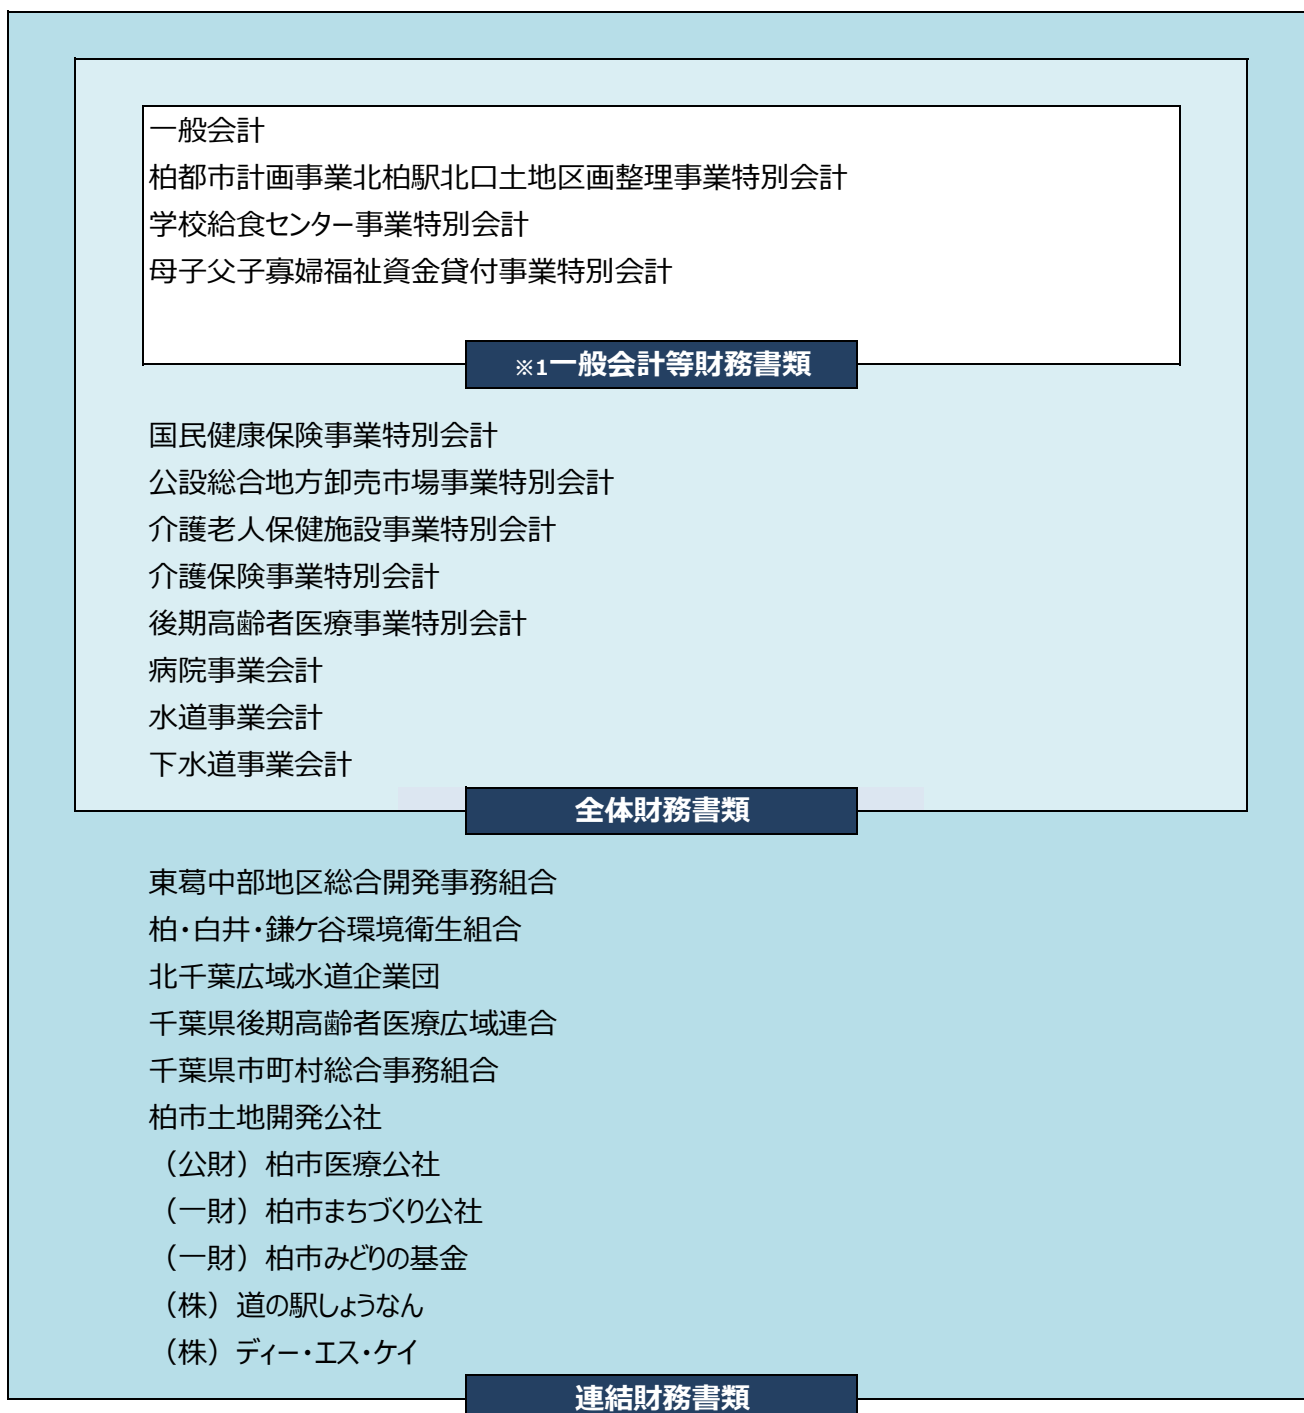 一般会計
柏都市計画事業北柏駅北口土地区画整理事業特別会計
学校給食センター事業特別会計
母子父子寡婦福祉資金貸付事業特別会計
※1一般会計等財務書類
国民健康保険事業特別会計
公設総合地方卸売市場事業特別会計
介護老人保健施設事業特別会計
介護保険事業特別会計
後期高齢者医療事業特別会計
病院事業会計
水道事業会計
下水道事業会計
全体財務書類
東葛中部地区総合開発事務組合
柏・白井・鎌ケ谷環境衛生組合
北千葉広域水道企業団
千葉県後期高齢者医療広域連合
千葉県市町村総合事務組合
柏市土地開発公社
（公財）柏市医療公社
（一財）柏市まちづくり公社
（一財）柏市みどりの基金
（株）道の駅しょうなん
（株）ディー・エス・ケイ
連結財務書類